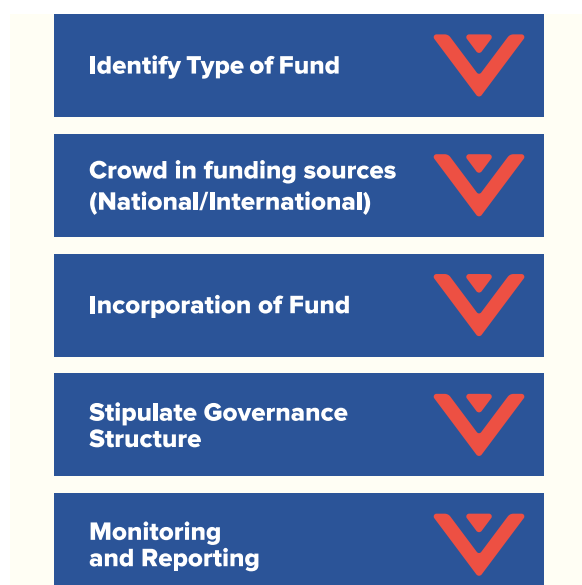 Identify Type of Fund
Crowd in funding sources
(National/International)
Incorporation of Fund
Stipulate Governance
Structure
Monitoring
and Reporting